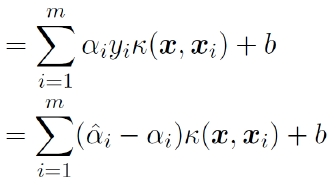 = \sum_{i=1}^{m} \alpha_i y_i \kappa(\boldsymbol{x}, \boldsymbol{x}_i) + b
= \sum_{i=1}^{m} (\hat{\alpha}_i - \alpha_i) \kappa(\boldsymbol{x}, \boldsymbol{x}_i) + b